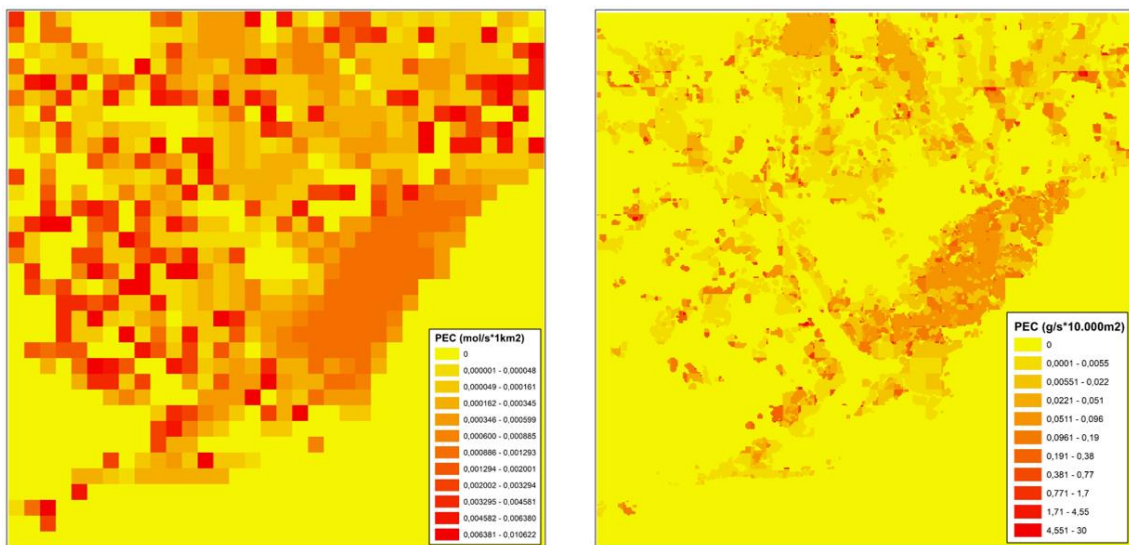 PEC (mol/s*1km2)
0
0,000001 - 0,000048
0,000049 - 0,000161
0,000162 - 0,000345
0,000346 - 0,000599
0,000600 - 0,000885
0,000886 - 0,001293
0,001294 - 0,002001
0,002002 - 0,003294
0,003295 - 0,004581
0,004582 - 0,006380
0,006381 - 0,010622
PEC (g/s*10.000m2)
0
0,0001 - 0,0055
0,00551 - 0,022
0,0221 - 0,051
0,0511 - 0,096
0,0961 - 0,19
0,191 - 0,38
0,381 - 0,77
0,771 - 1,7
1,71 - 4,55
4,551 - 30